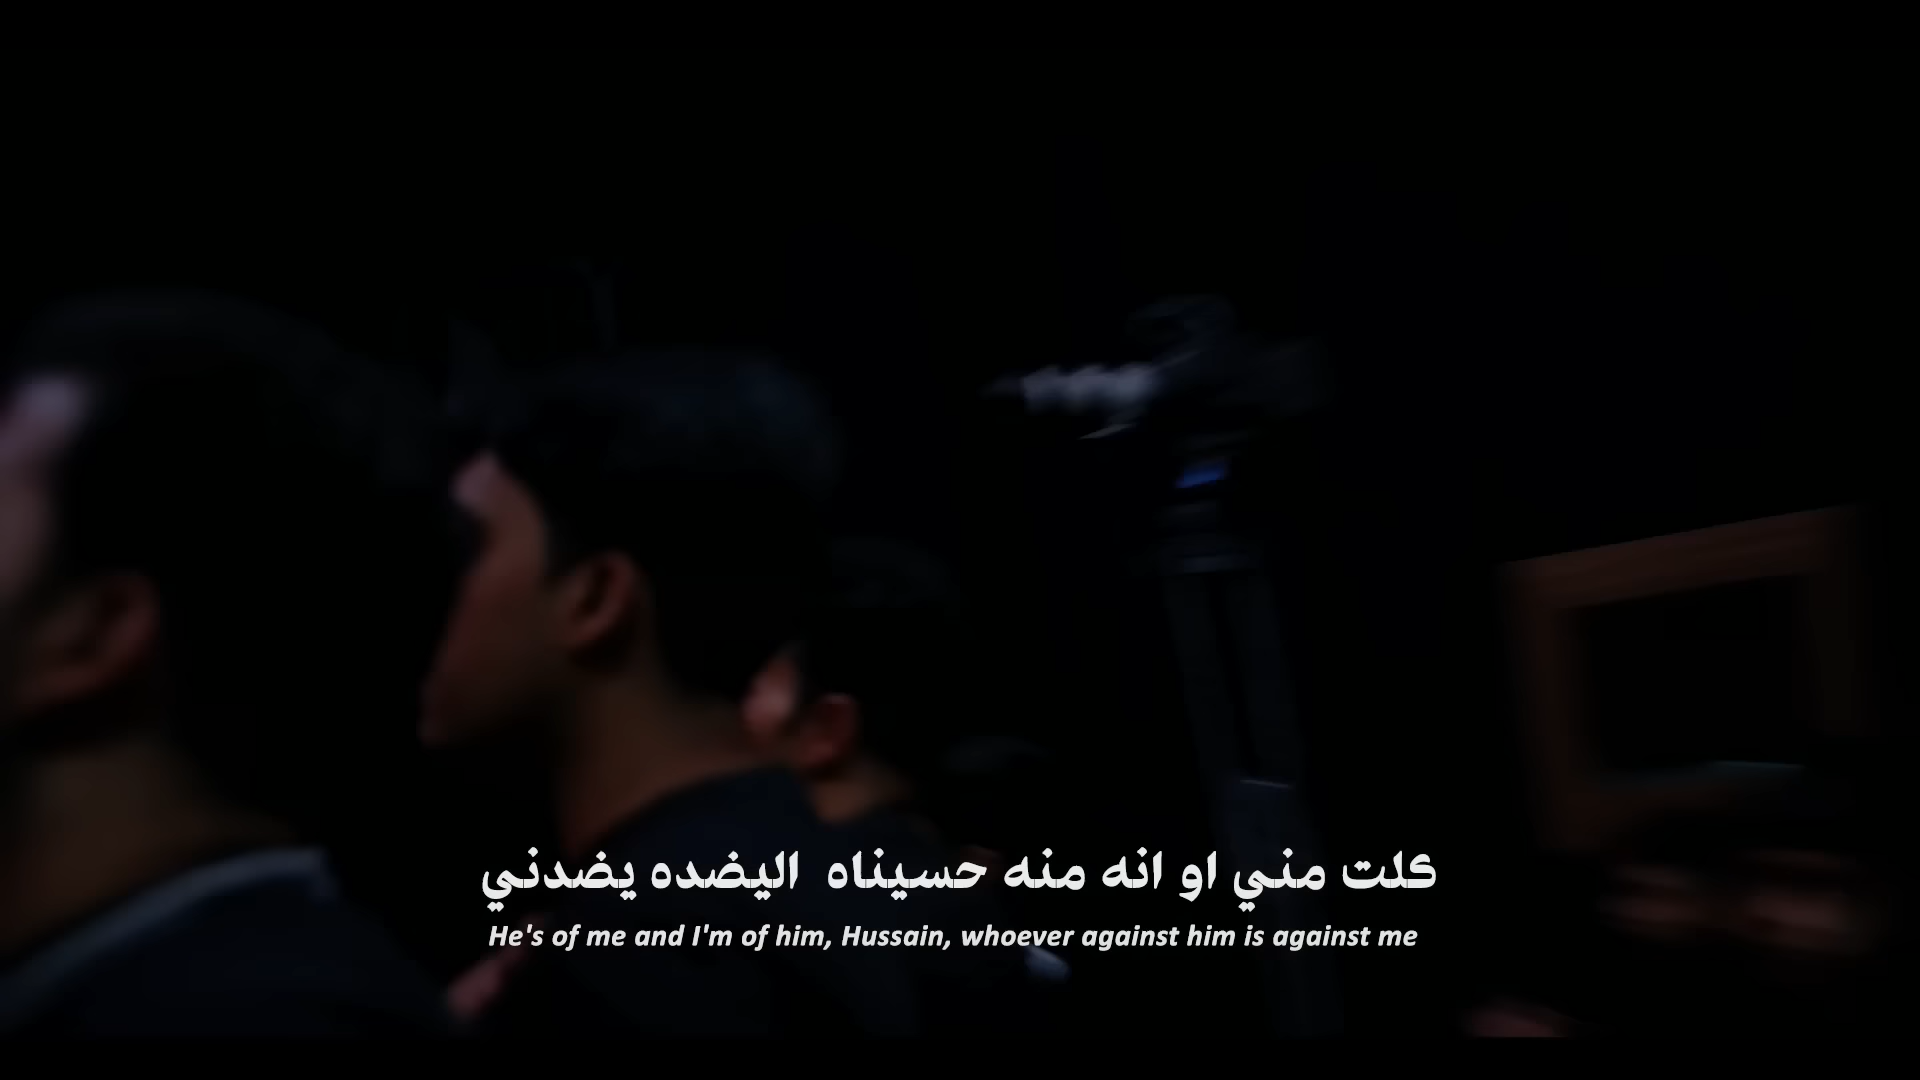 كلت مني او انه منه حسيناه اليضده يضدني
He's of me and I'm of him, Hussain, whoever against him is against me